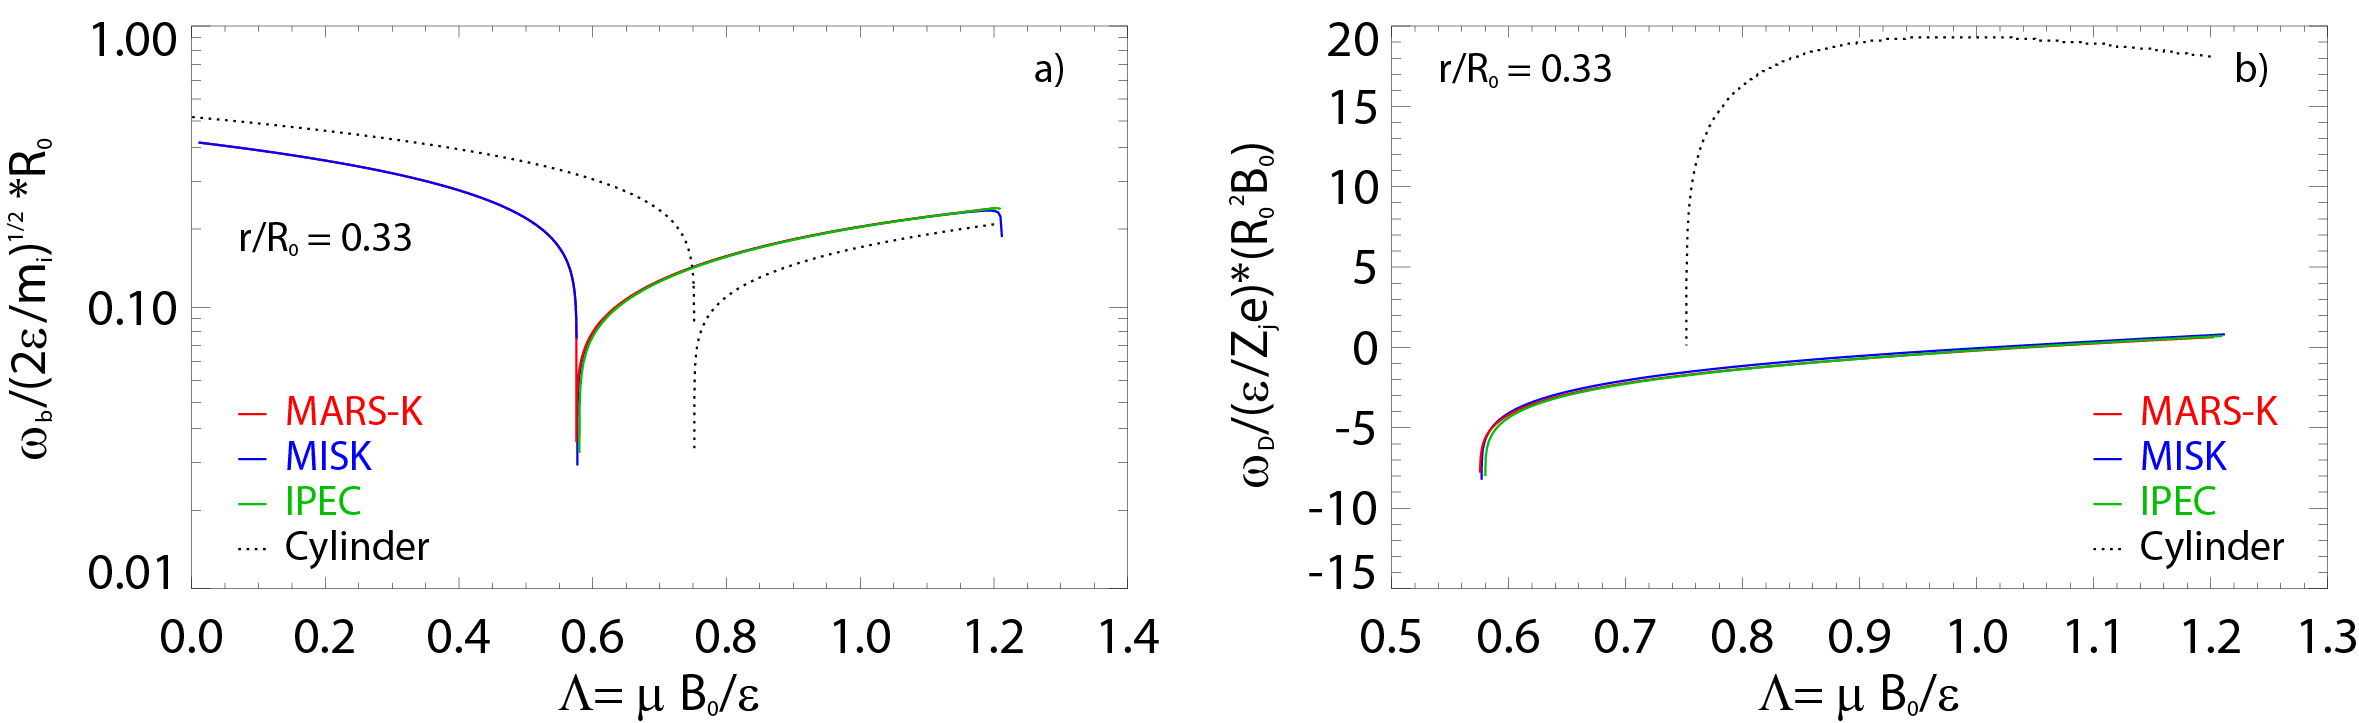 a)
r/R₀ = 0.33
ω_b/(2ε/m_i)^{1/2} *R₀
1.00
0.10
0.01
MARS-K
MISK
IPEC
Cylinder
0.0 0.2 0.4 0.6 0.8 1.0 1.2 1.4
Λ= μ B₀/ε
b)
r/R₀ = 0.33
ω_D/(ε/Z_je)*(R₀²B₀)
20
15
10
5
0
-5
-10
-15
MARS-K
MISK
IPEC
Cylinder
0.5 0.6 0.7 0.8 0.9 1.0 1.1 1.2 1.3
Λ= μ B₀/ε